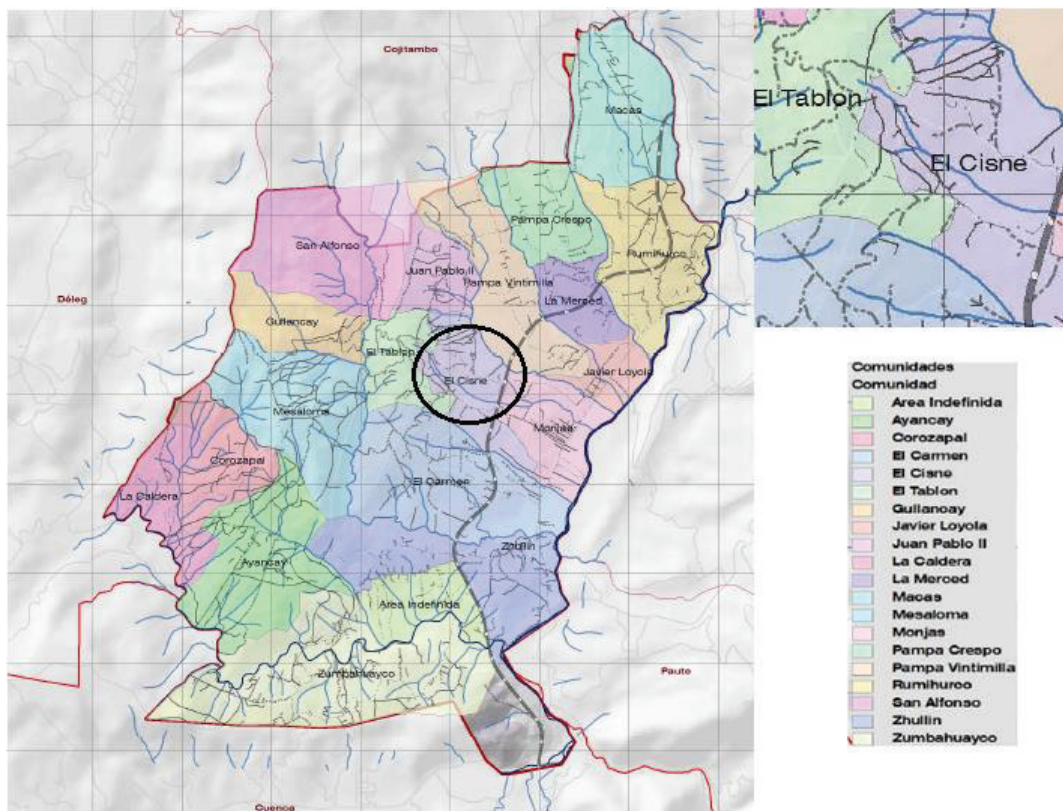 Cojitambo
Macas
Pampa Crespo
San Alfonso
Rumihurco
Juan Pablo II
Pampa Vintimilla
Déleg
La Merced
Gullancay
El Tablon
Javier Loyola
El Cisne
Mesaloma
Monjas
Corozapal
El Carmen
La Caldera
Zhullin
Ayancay
Area Indefinida
Zumbahuayco
Paute
Cuenca
El Tablon
El Cisne
Comunidades
Comunidad
Area Indefinida
Ayancay
Corozapal
El Carmen
El Cisne
El Tablon
Gullancay
Javier Loyola
Juan Pablo II
La Caldera
La Merced
Macas
Mesaloma
Monjas
Pampa Crespo
Pampa Vintimilla
Rumihurco
San Alfonso
Zhullin
Zumbahuayco